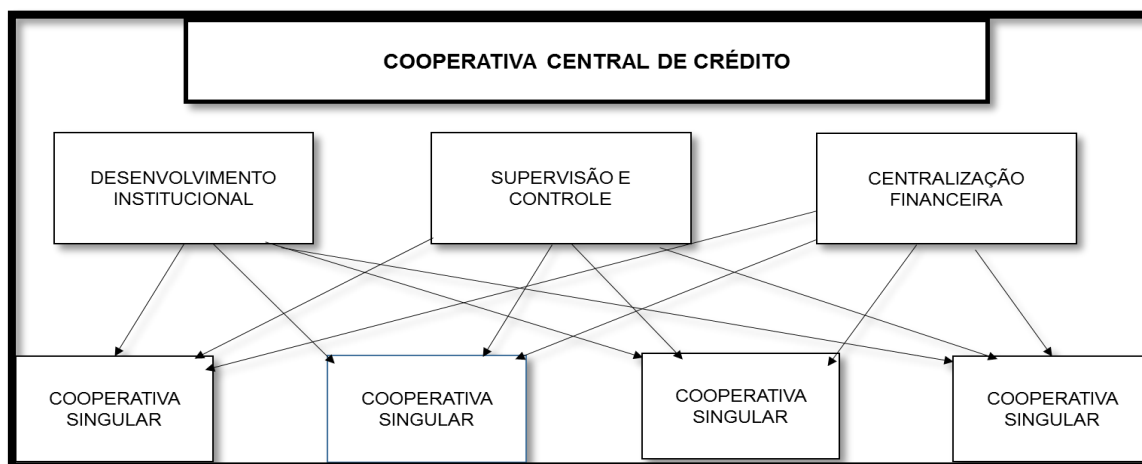 COOPERATIVA CENTRAL DE CRÉDITO
DESENVOLVIMENTO
INSTITUCIONAL
SUPERVISÃO E
CONTROLE
CENTRALIZAÇÃO
FINANCEIRA
COOPERATIVA
SINGULAR
COOPERATIVA
SINGULAR
COOPERATIVA
SINGULAR
COOPERATIVA
SINGULAR